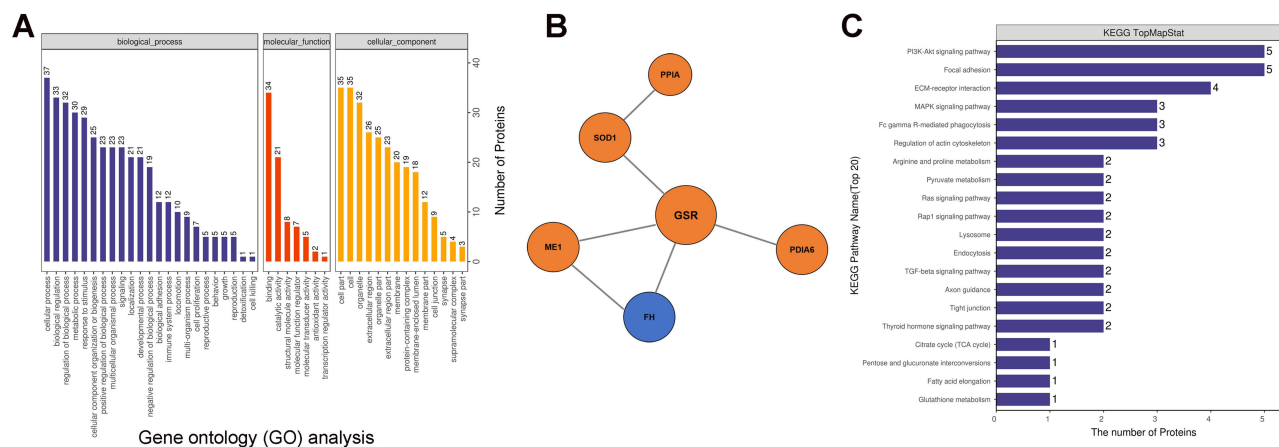 A
biological_process
molecular_function
cellular_component
37
33
32
30
29
25
23
23
23
21
21
19
12
12
10
9
7
5
5
5
5
1
1
34
21
8
7
5
2
1
35
35
32
26
25
23
20
19
18
12
9
5
4
3
40
30
20
10
0
Number of Proteins
cellular process
biological regulation
regulation of biological process
metabolic process
response to stimulus
cellular component organization or biogenesis
positive regulation of biological process
multicellular organismal process
signaling
localization
developmental process
negative regulation of biological process
biological adhesion
immune system process
locomotion
multi-organism process
cell proliferation
reproductive process
behavior
growth
reproduction
detoxification
cell killing
binding
catalytic activity
structural molecule activity
molecular function regulator
molecular transducer activity
antioxidant activity
transcription regulator activity
cell part
cell
organelle
extracellular region
organelle part
extracellular region part
membrane
protein-containing complex
membrane-enclosed lumen
membrane part
cell junction
synapse
supramolecular complex
synapse part
Gene ontology (GO) analysis
B
PPIA
SOD1
GSR
ME1
PDIA6
FH
C
KEGG TopMapStat
KEGG Pathway Name(Top 20)
PI3K-Akt signaling pathway 5
Focal adhesion 5
ECM-receptor interaction 4
MAPK signaling pathway 3
Fc gamma R-mediated phagocytosis 3
Regulation of actin cytoskeleton 3
Arginine and proline metabolism 2
Pyruvate metabolism 2
Ras signaling pathway 2
Rap1 signaling pathway 2
Lysosome 2
Endocytosis 2
TGF-beta signaling pathway 2
Axon guidance 2
Tight junction 2
Thyroid hormone signaling pathway 2
Citrate cycle (TCA cycle) 1
Pentose and glucuronate interconversions 1
Fatty acid elongation 1
Glutathione metabolism 1
0 1 2 3 4 5
The number of Proteins